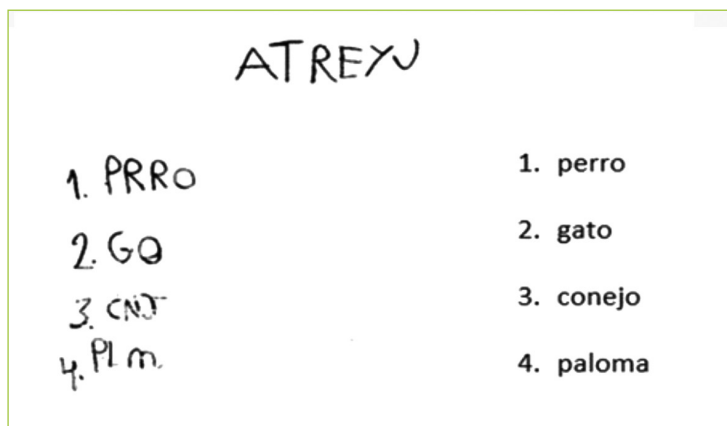 ATREYU
1. PRRO
1. perro
2. GO
2. gato
3. CNJ
3. conejo
4. Plm.
4. paloma